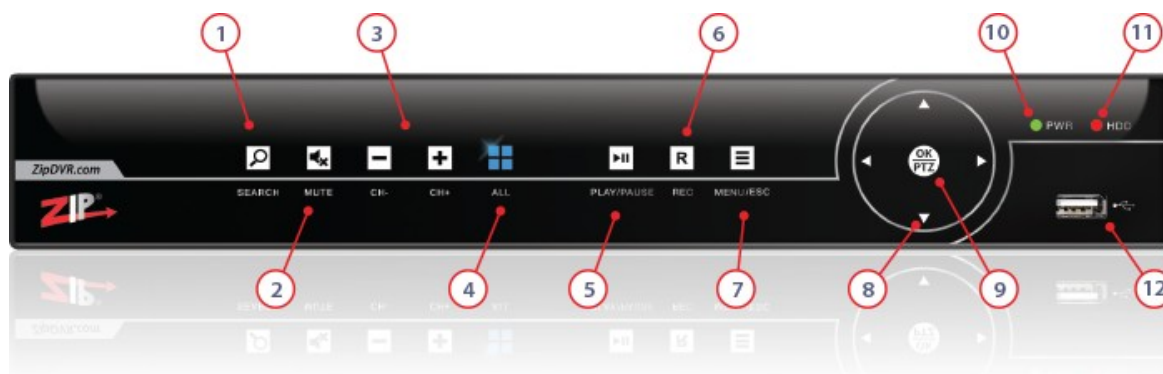 1 3 6 10 11
PWR HDD
OK
PTZ
R
ZipDVR.com
SEARCH MUTE CH- CH+ ALL PLAY/PAUSE REC MENU/ESC
ZIP®
2 4 5 7 8 9 12